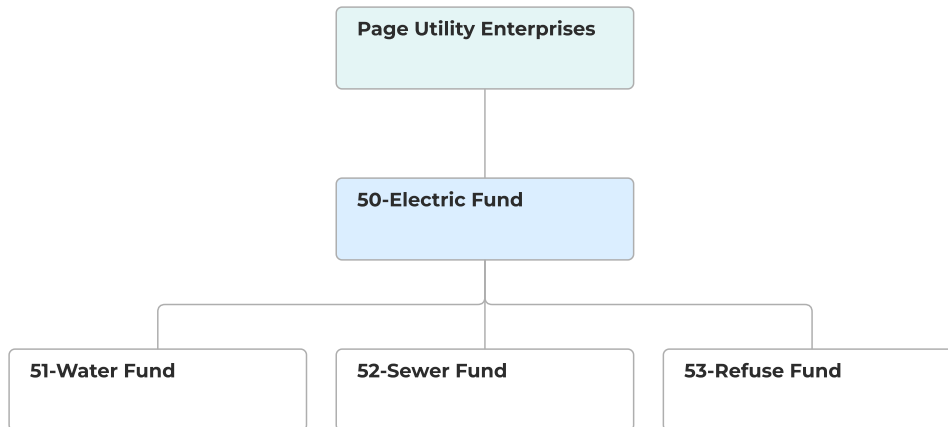 Page Utility Enterprises
50-Electric Fund
51-Water Fund
52-Sewer Fund
53-Refuse Fund